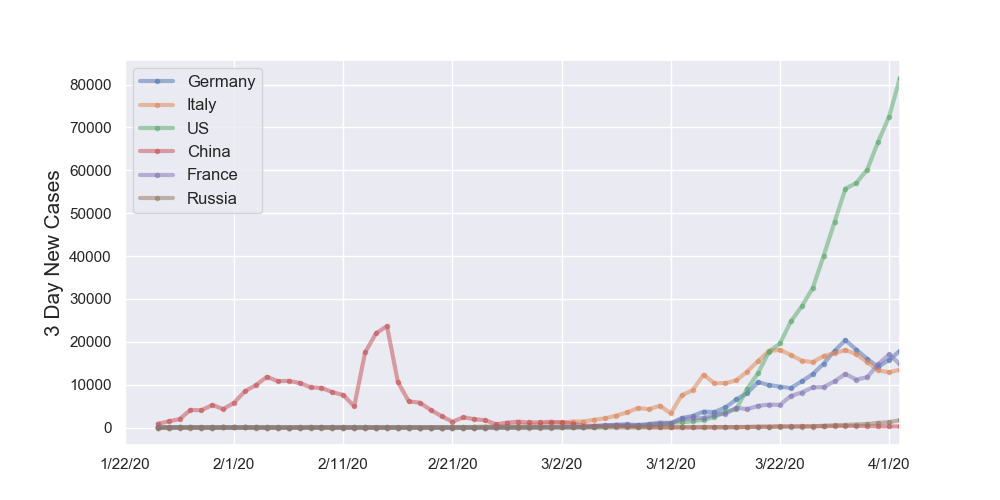 80000
70000
60000
50000
40000
30000
20000
10000
0
3 Day New Cases
Germany
Italy
US
China
France
Russia
1/22/20 2/1/20 2/11/20 2/21/20 3/2/20 3/12/20 3/22/20 4/1/20